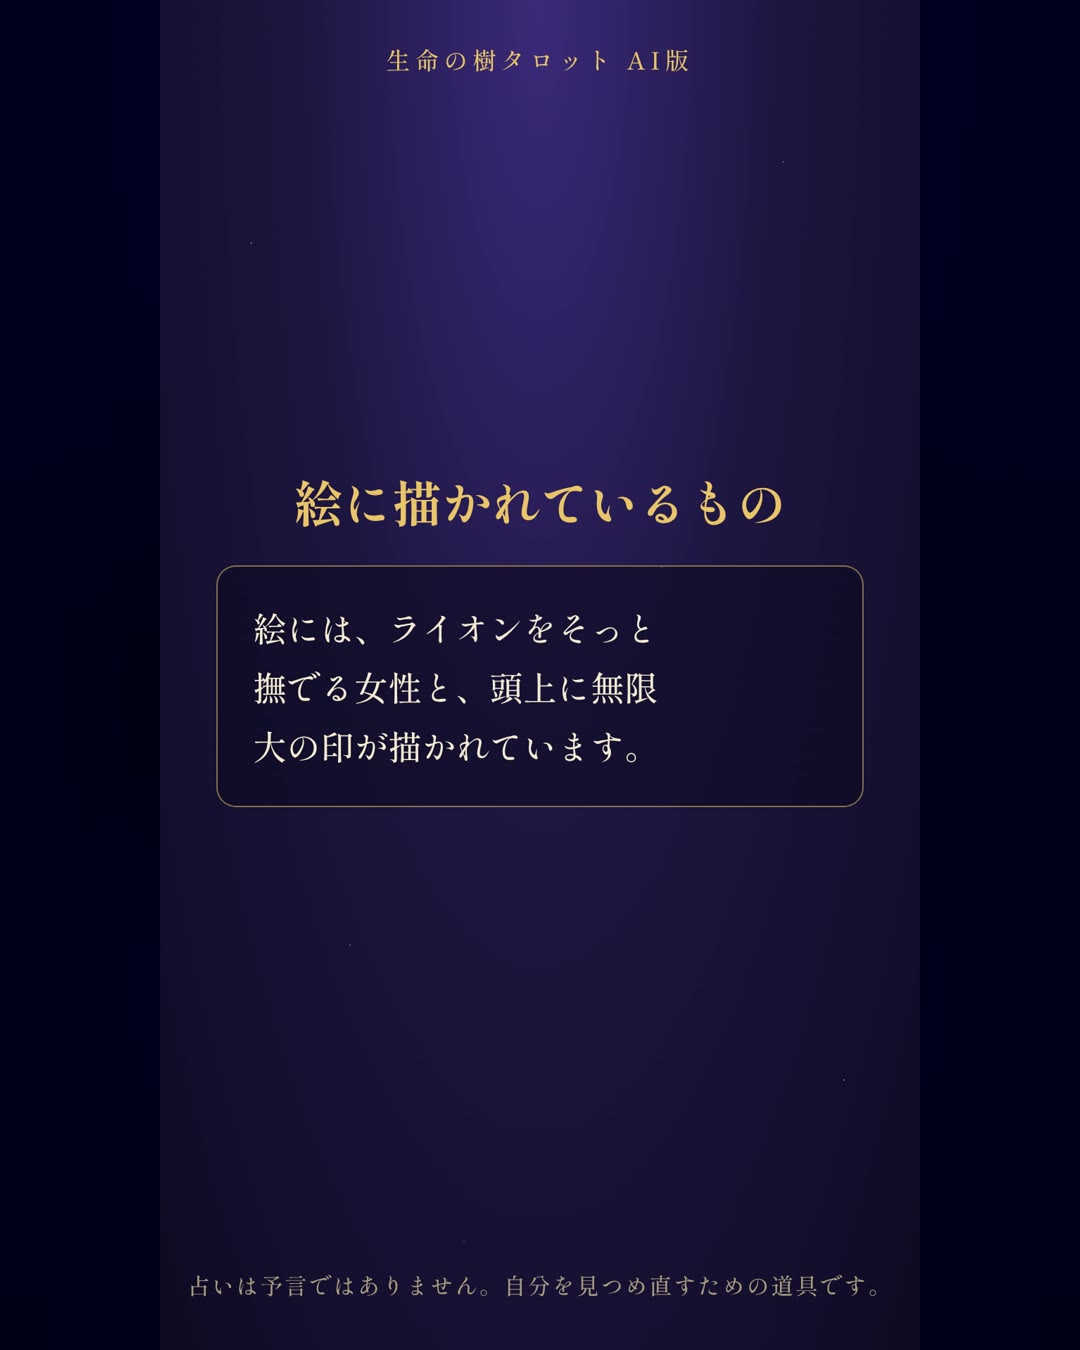 生命の樹タロット AI版
絵に描かれているもの
絵には、ライオンをそっと
撫でる女性と、頭上に無限
大の印が描かれています。
占いは予言ではありません。自分を見つめ直すための道具です。